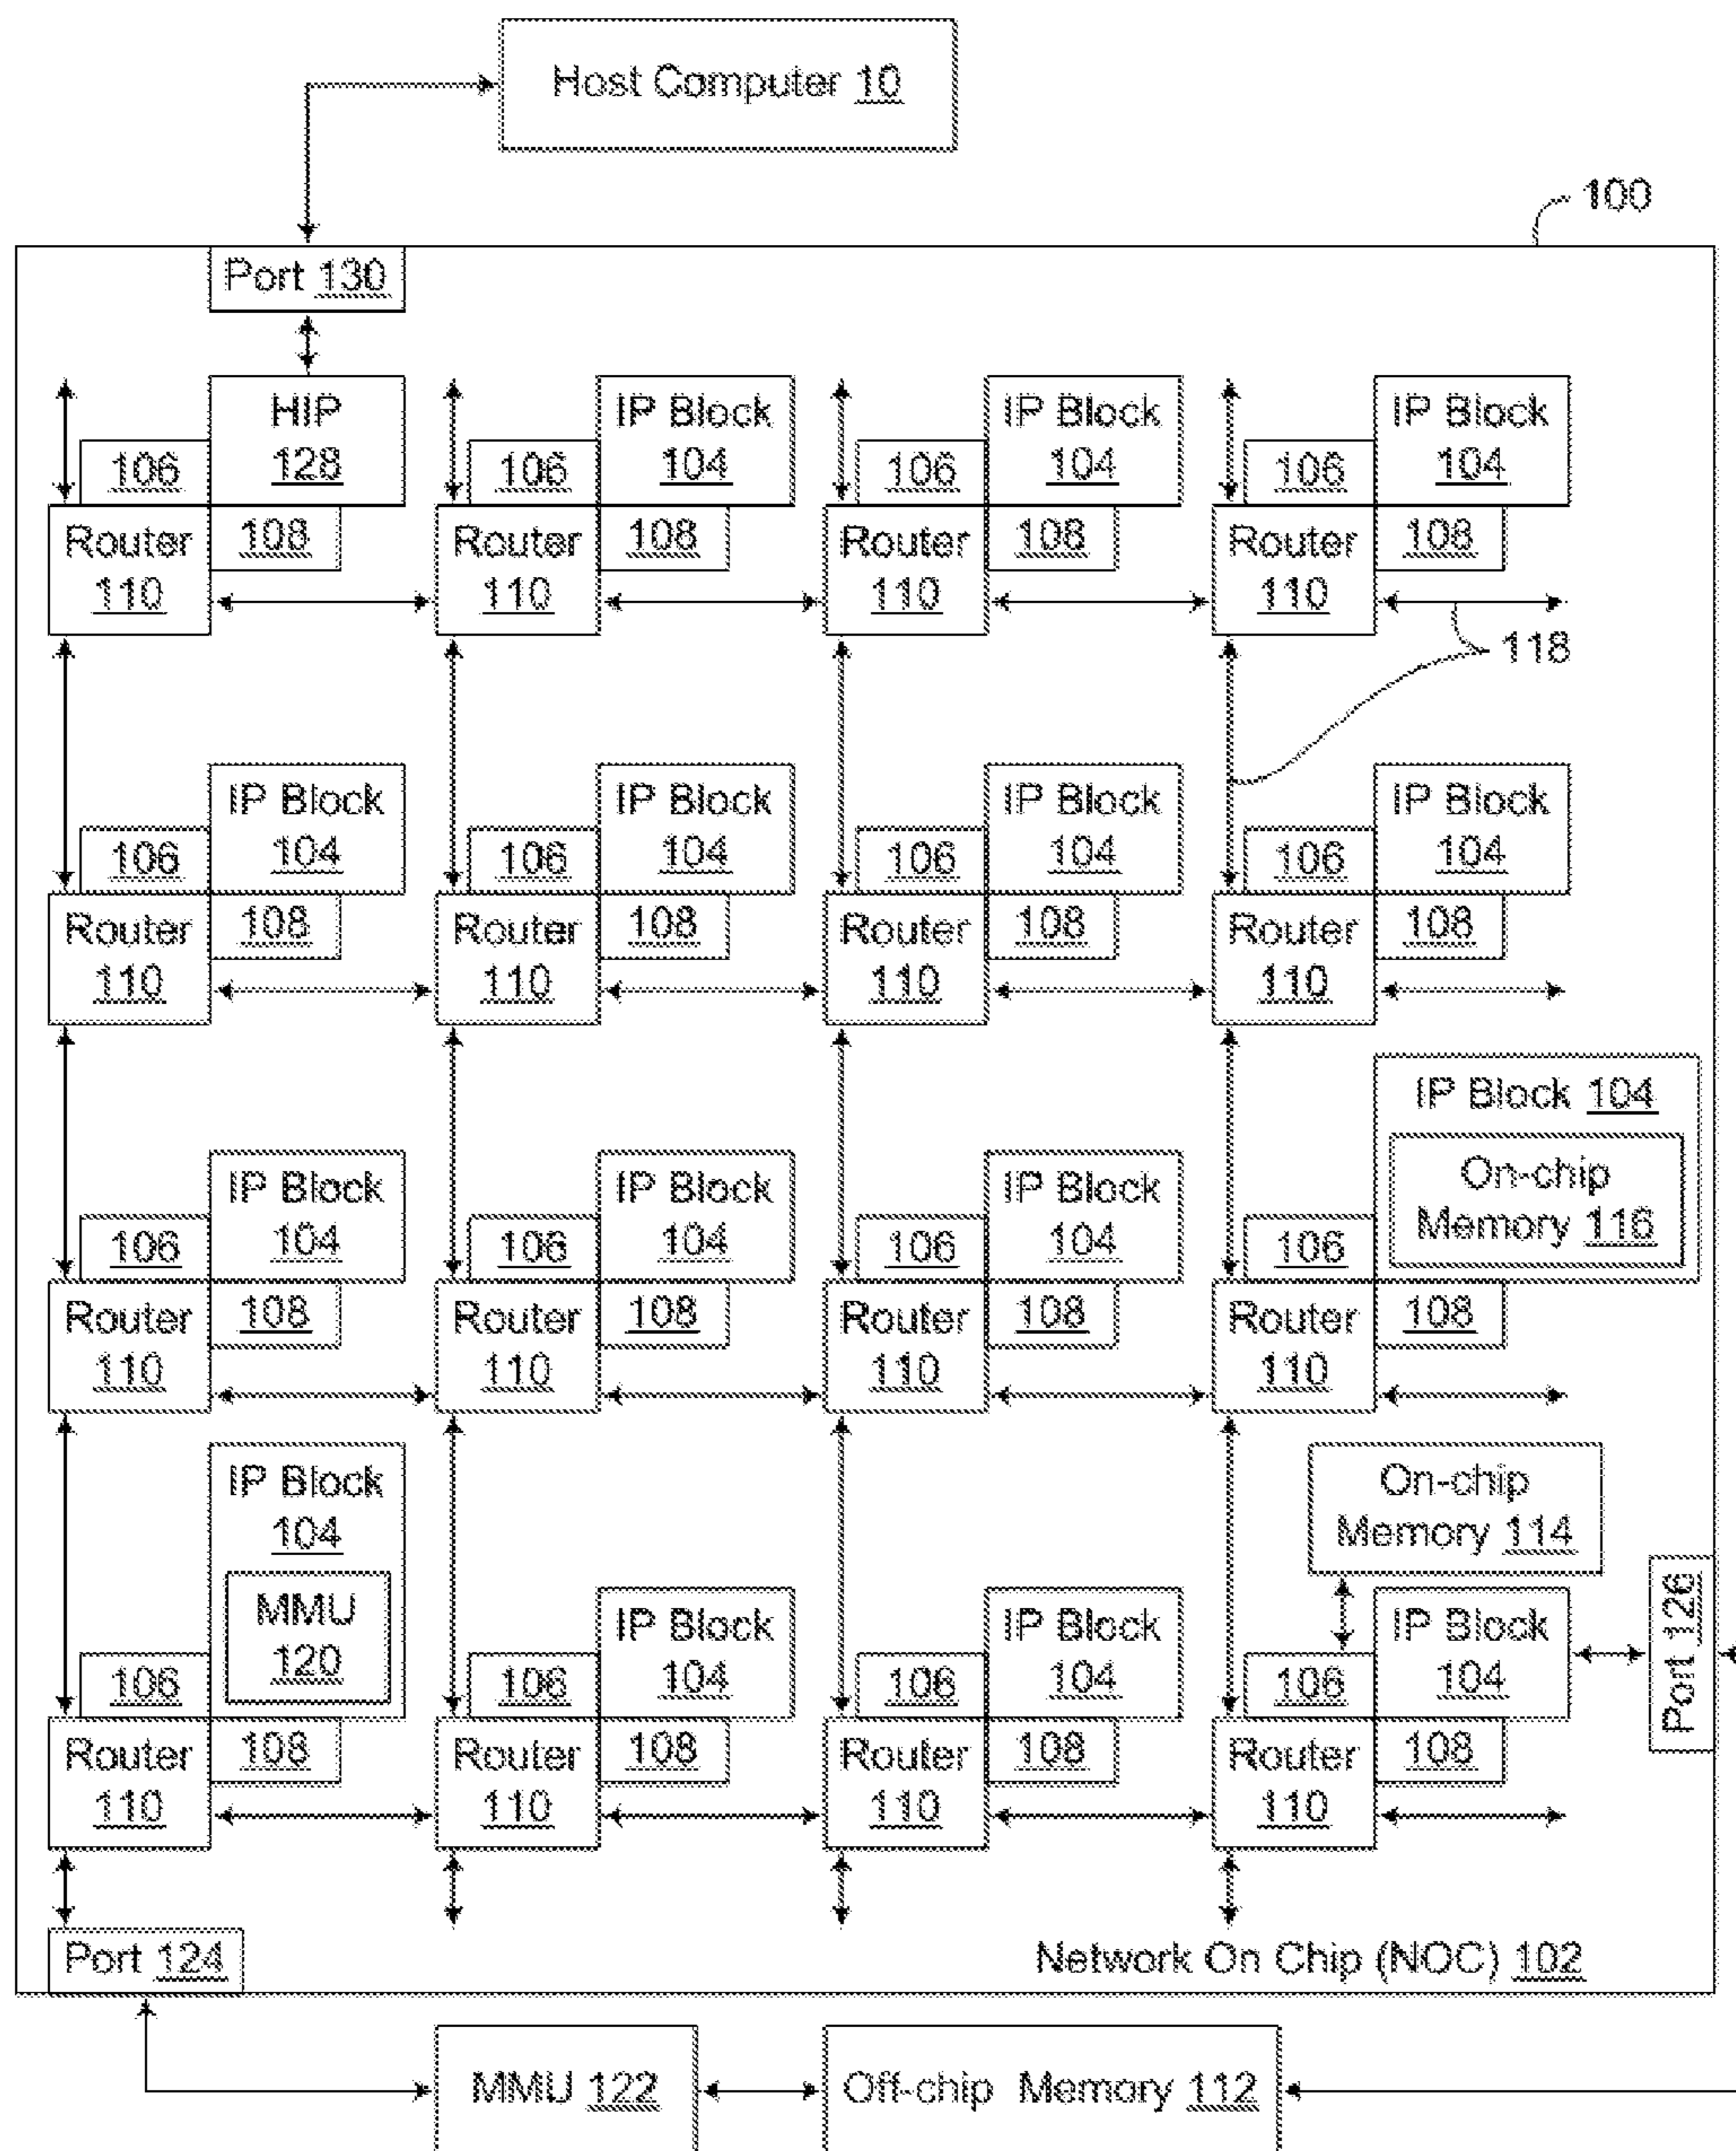 Host Computer 10
100
Port 130
HIP
128
IP Block
104
IP Block
104
IP Block
104
106
106
106
106
Router
110
108
Router
110
108
Router
110
108
Router
110
108
118
IP Block
104
IP Block
104
IP Block
104
IP Block
104
106
106
106
106
Router
110
108
Router
110
108
Router
110
108
Router
110
108
IP Block 104
On-chip
Memory 116
IP Block
104
IP Block
104
IP Block
104
106
106
106
106
Router
110
108
Router
110
108
Router
110
108
Router
110
108
IP Block
104
MMU
120
On-chip
Memory 114
IP Block
104
IP Block
104
IP Block
104
Port 126
106
106
106
106
Router
110
108
Router
110
108
Router
110
108
Router
110
108
Port 124
Network On Chip (NOC) 102
MMU 122
Off-chip Memory 112